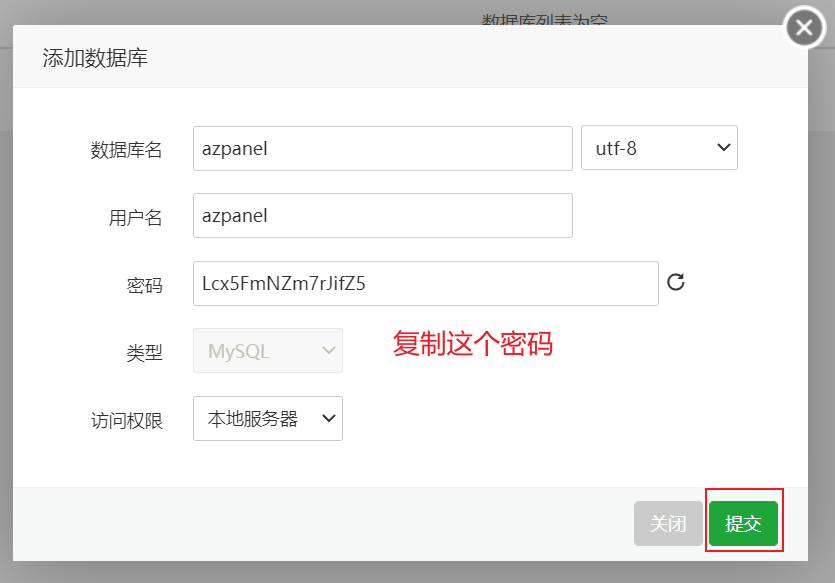 数据库列表为空
添加数据库
数据库名 azpanel utf-8
用户名 azpanel
密码 Lcx5FmNZm7rJifZ5
类型 MySQL 复制这个密码
访问权限 本地服务器
关闭 提交